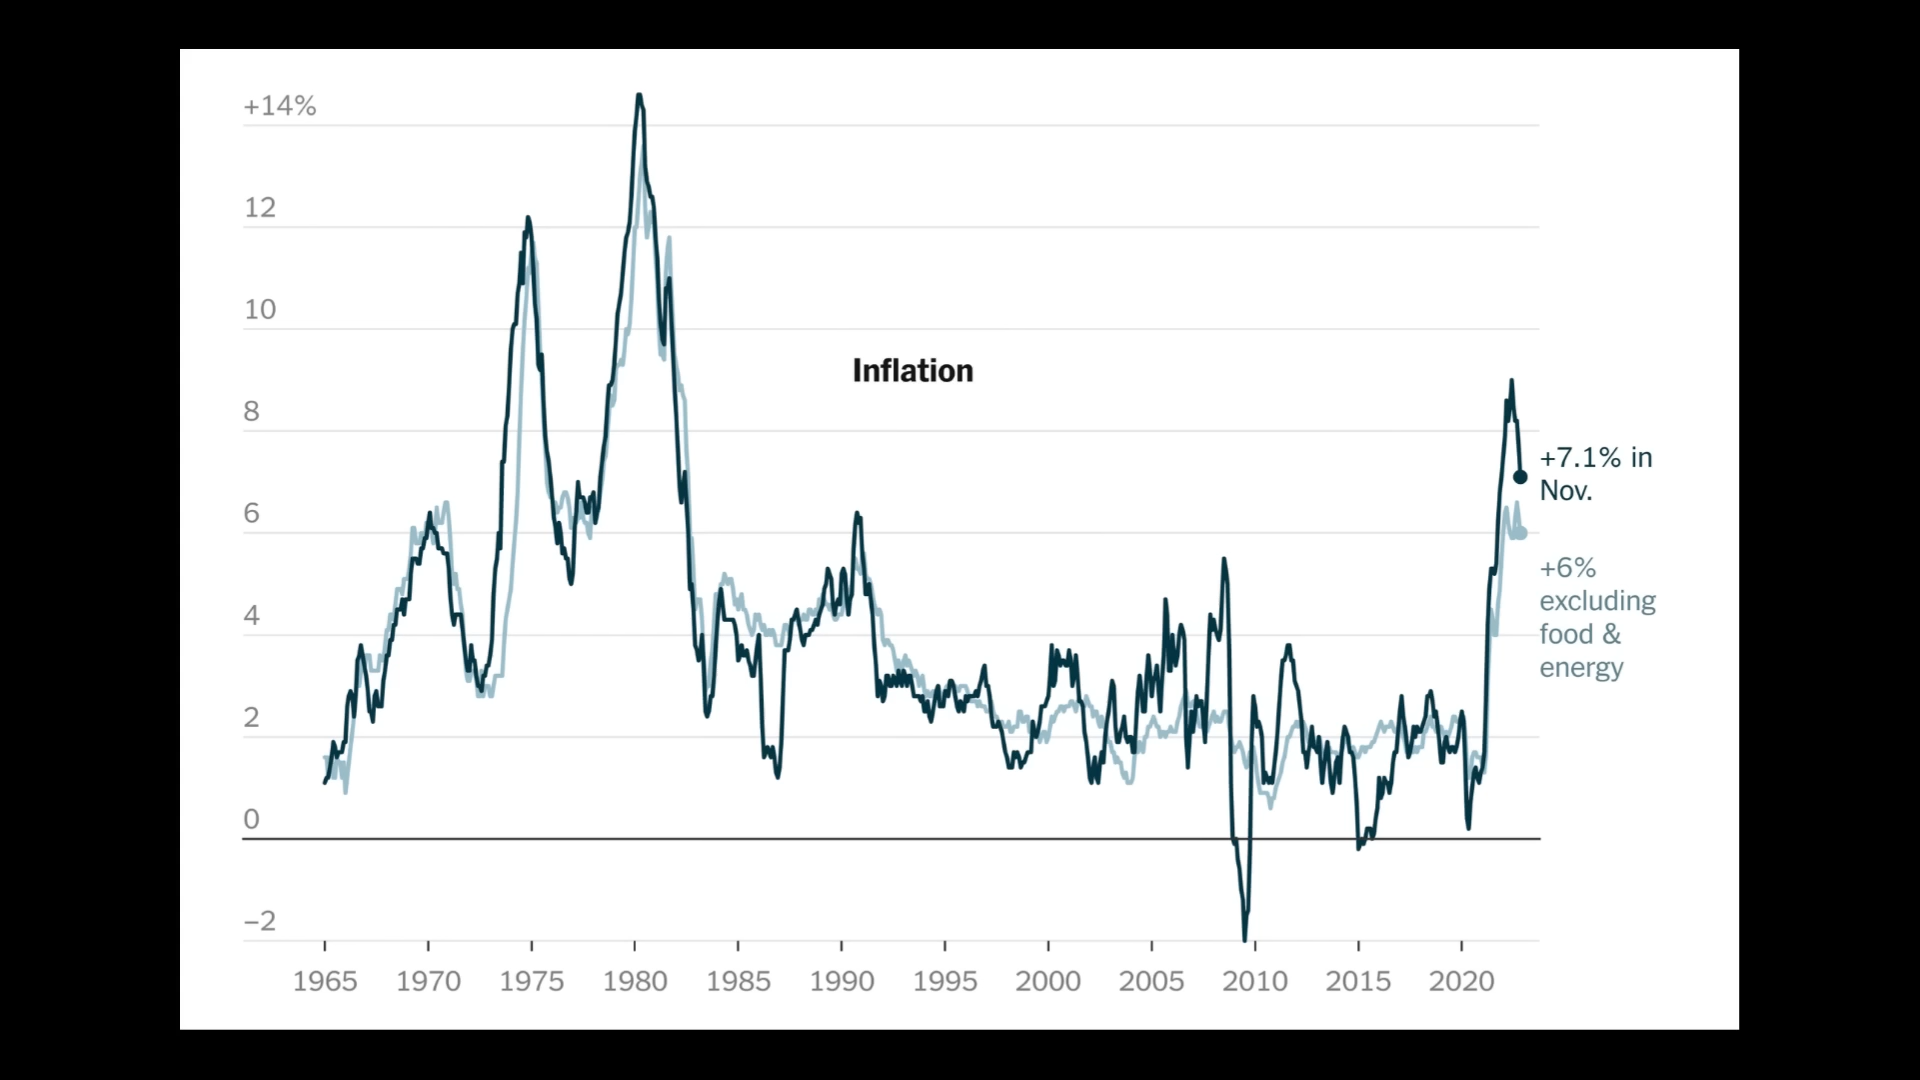 +14%
12
10
Inflation
8
+7.1% in
Nov.
6
+6%
excluding
food &
energy
4
2
0
−2
1965 1970 1975 1980 1985 1990 1995 2000 2005 2010 2015 2020